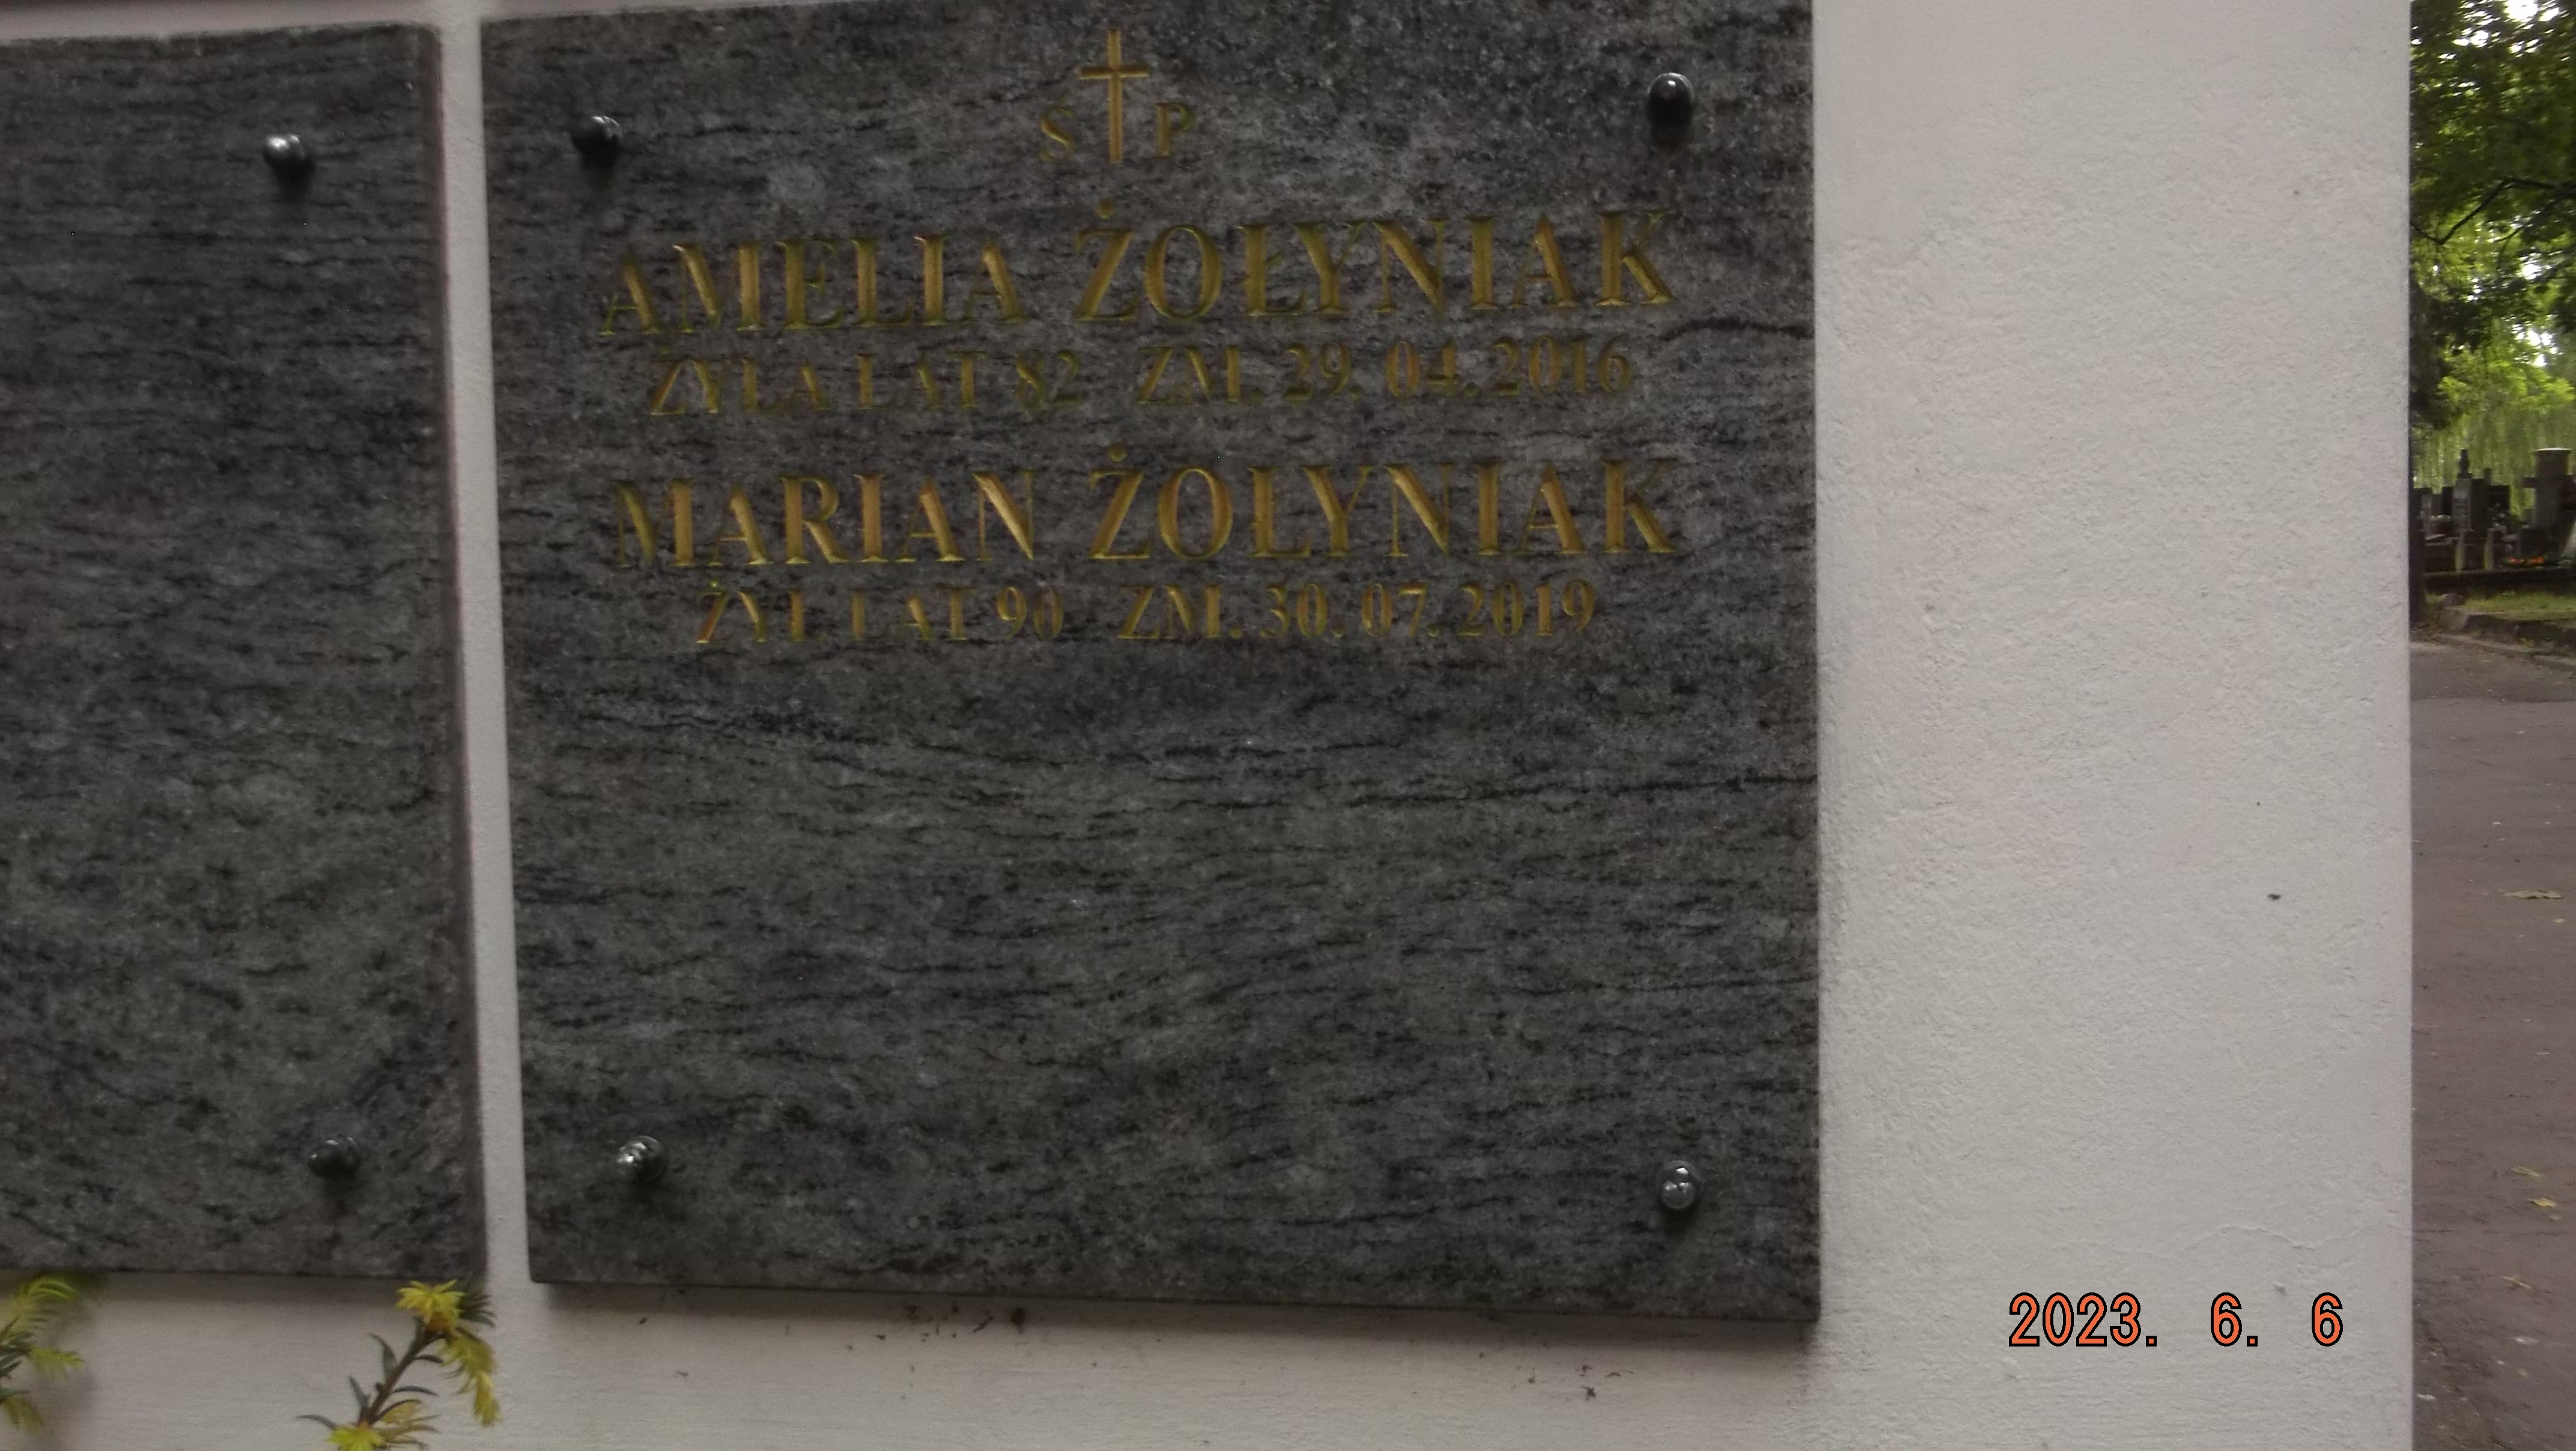 Ś P
AMELIA ŻOŁYNIAK
ŻYŁA LAT 82 ZM. 29. 04. 2016
MARIAN ŻOŁYNIAK
ŻYŁ LAT 90 ZM. 30. 07. 2019
2023. 6. 6